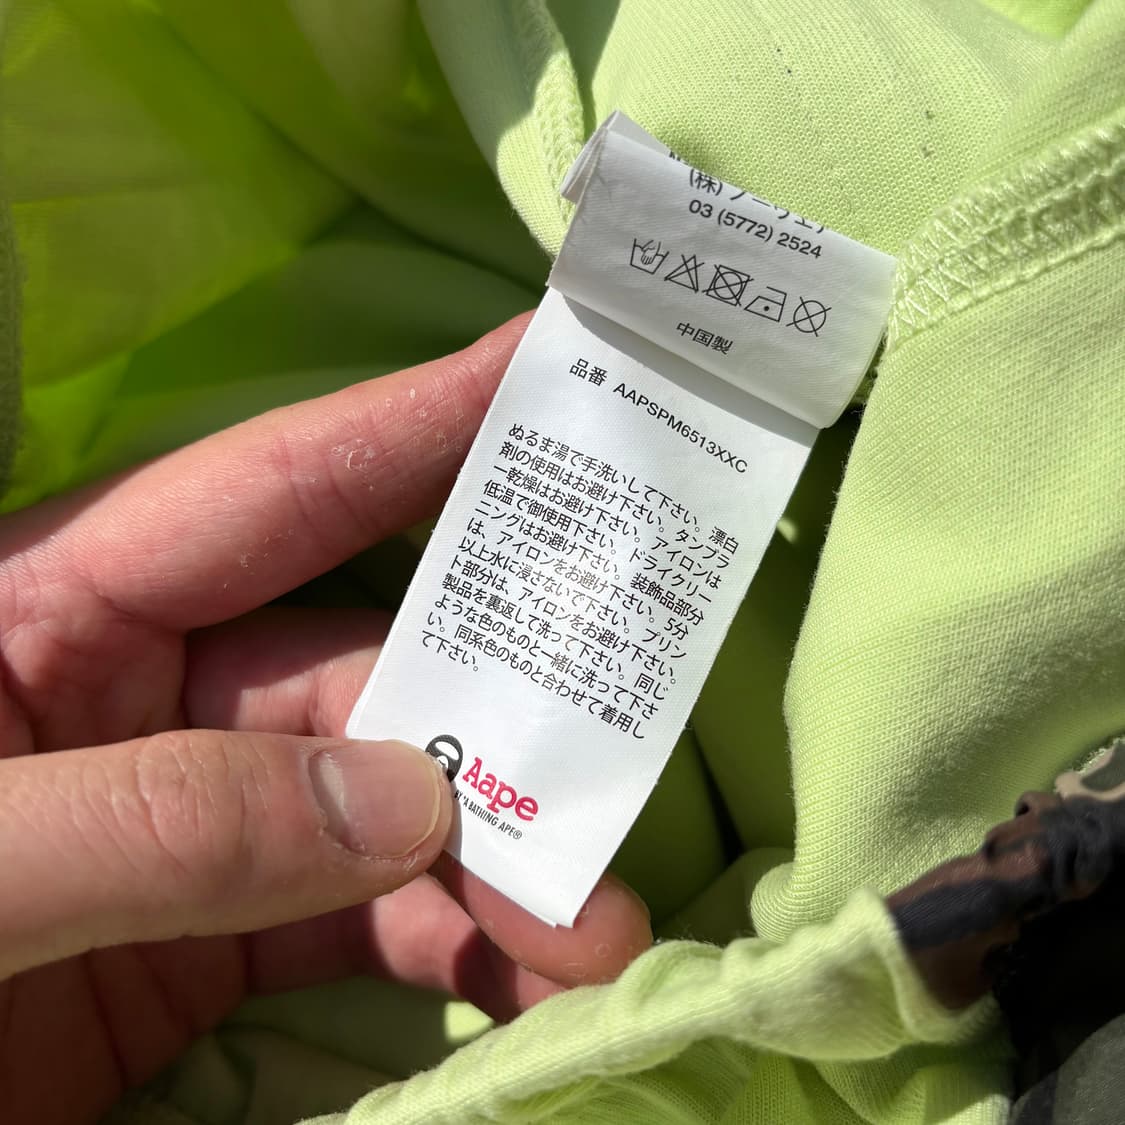 (株) ノーウェア
03 (5772) 2524
中国製
品番 AAPSPM6513XXC
ぬるま湯で手洗いして下さい。漂白
剤の使用はお避け下さい。タンブラ
ー乾燥はお避け下さい。アイロンは
低温で御使用下さい。ドライクリー
ニングはお避け下さい。装飾品部分
は、アイロンをお避け下さい。5分
以上水に浸さないで下さい。プリン
ト部分は、アイロンをお避け下さい。
製品を裏返して洗って下さい。同じ
ような色のものと一緒に洗って下さ
い。同系色のものと合わせて着用し
て下さい。
Aape
BY *A BATHING APE®